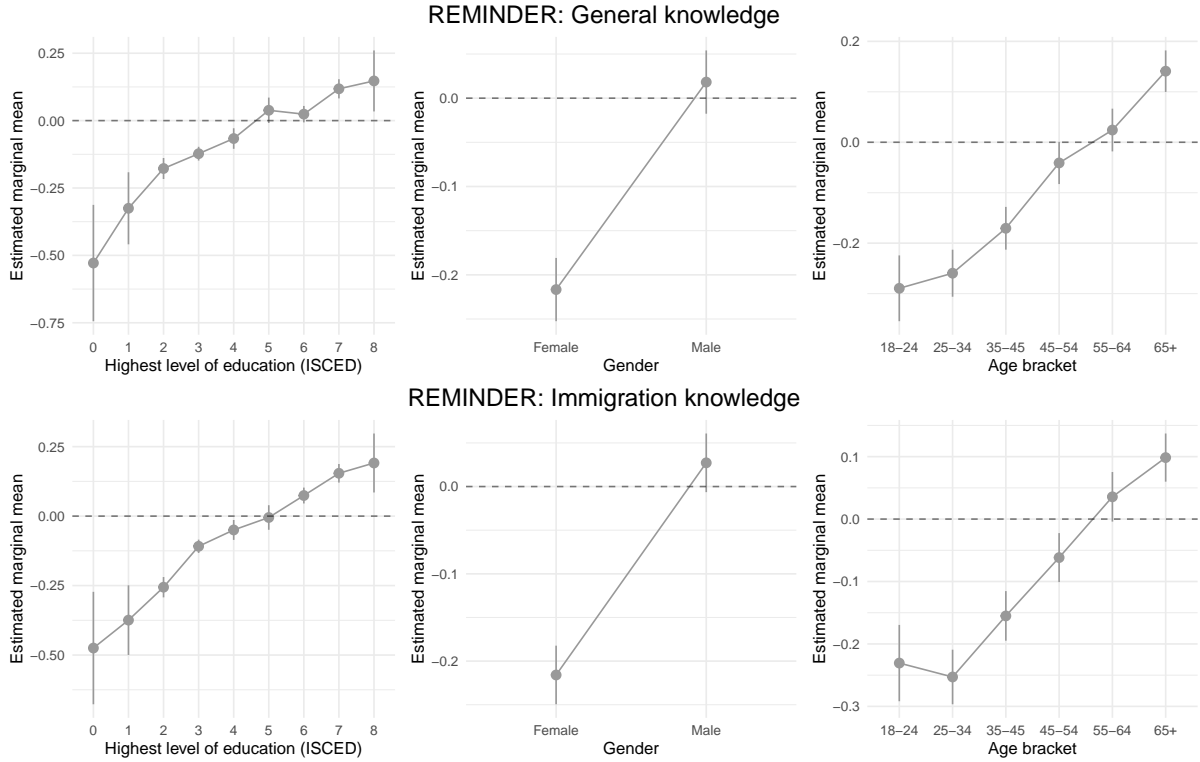 REMINDER: General knowledge
Estimated marginal mean
0.25
0.00
−0.25
−0.50
−0.75
0 1 2 3 4 5 6 7 8
Highest level of education (ISCED)
Estimated marginal mean
0.0
−0.1
−0.2
Female Male
Gender
Estimated marginal mean
0.2
0.0
−0.2
18−24 25−34 35−45 45−54 55−64 65+
Age bracket
REMINDER: Immigration knowledge
Estimated marginal mean
0.25
0.00
−0.25
−0.50
0 1 2 3 4 5 6 7 8
Highest level of education (ISCED)
Estimated marginal mean
0.0
−0.1
−0.2
Female Male
Gender
Estimated marginal mean
0.1
0.0
−0.1
−0.2
−0.3
18−24 25−34 35−45 45−54 55−64 65+
Age bracket